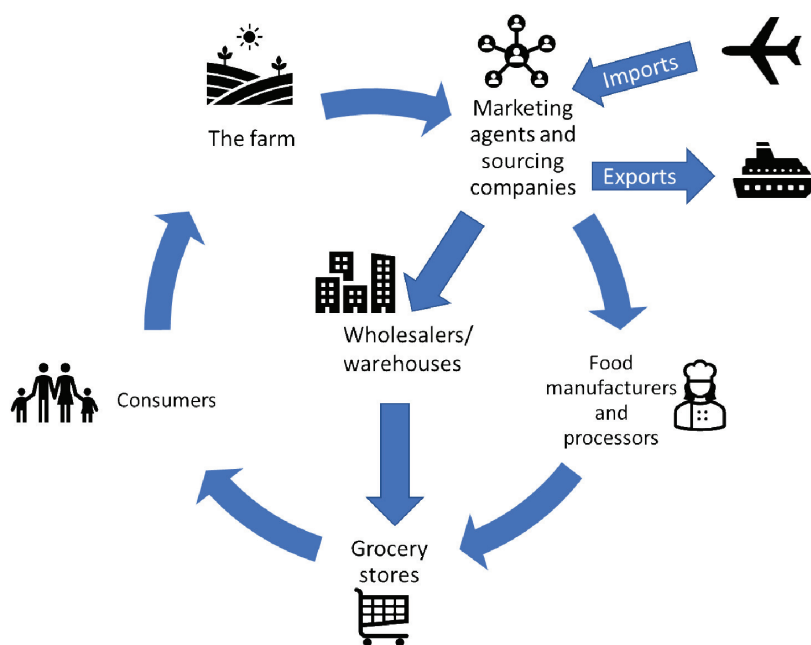 The farm
Marketing
agents and
sourcing
companies
Imports
Exports
Wholesalers/
warehouses
Food
manufacturers
and
processors
Consumers
Grocery
stores